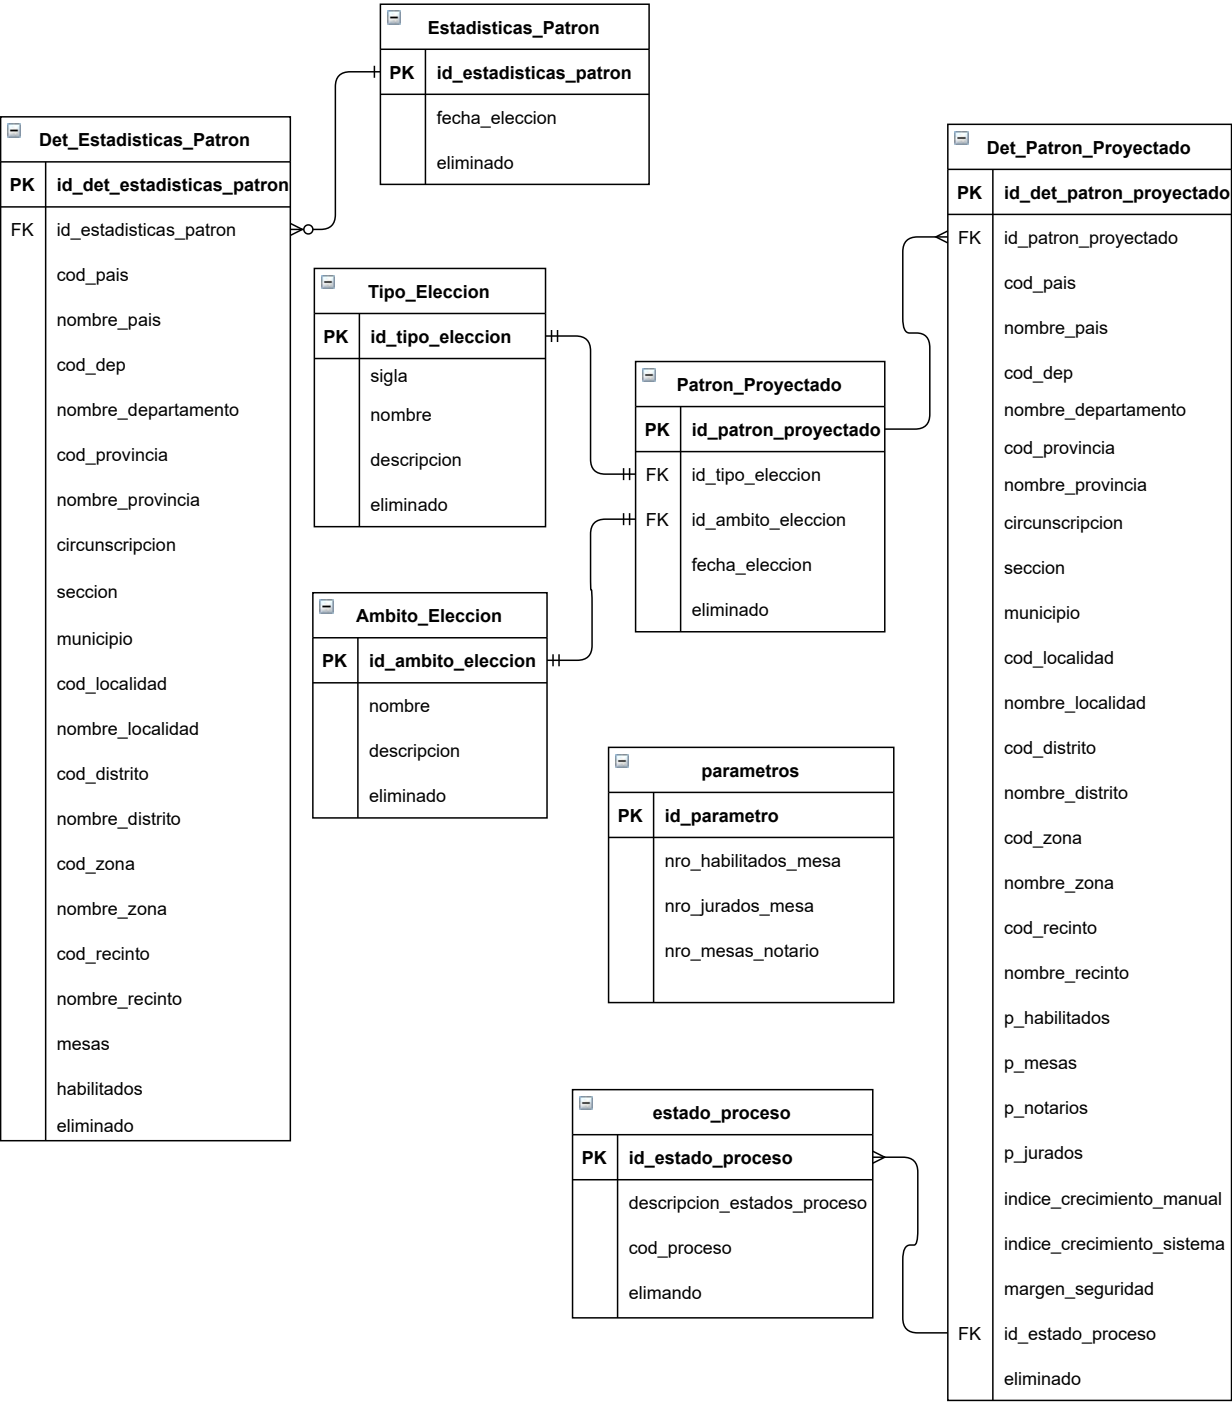 Estadisticas_Patron
PK id_estadisticas_patron
fecha_eleccion
eliminado
Det_Estadisticas_Patron
PK id_det_estadisticas_patron
FK id_estadisticas_patron
cod_pais
nombre_pais
cod_dep
nombre_departamento
cod_provincia
nombre_provincia
circunscripcion
seccion
municipio
cod_localidad
nombre_localidad
cod_distrito
nombre_distrito
cod_zona
nombre_zona
cod_recinto
nombre_recinto
mesas
habilitados
eliminado
Tipo_Eleccion
PK id_tipo_eleccion
sigla
nombre
descripcion
eliminado
Ambito_Eleccion
PK id_ambito_eleccion
nombre
descripcion
eliminado
Patron_Proyectado
PK id_patron_proyectado
FK id_tipo_eleccion
FK id_ambito_eleccion
fecha_eleccion
eliminado
parametros
PK id_parametro
nro_habilitados_mesa
nro_jurados_mesa
nro_mesas_notario
estado_proceso
PK id_estado_proceso
descripcion_estados_proceso
cod_proceso
elimando
Det_Patron_Proyectado
PK id_det_patron_proyectado
FK id_patron_proyectado
cod_pais
nombre_pais
cod_dep
nombre_departamento
cod_provincia
nombre_provincia
circunscripcion
seccion
municipio
cod_localidad
nombre_localidad
cod_distrito
nombre_distrito
cod_zona
nombre_zona
cod_recinto
nombre_recinto
p_habilitados
p_mesas
p_notarios
p_jurados
indice_crecimiento_manual
indice_crecimiento_sistema
margen_seguridad
FK id_estado_proceso
eliminado